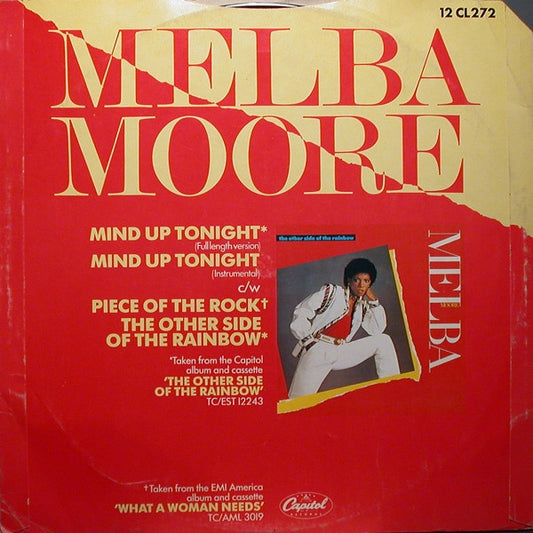 12 CL272
MELBA
MOORE
MIND UP TONIGHT*
(Full length version)
MIND UP TONIGHT
(Instrumental)
c/w
PIECE OF THE ROCK†
THE OTHER SIDE
OF THE RAINBOW*
*Taken from the Capitol
album and cassette
'THE OTHER SIDE
OF THE RAINBOW'
TC/EST 12243
the other side of the rainbow
MELBA
MOORE
†Taken from the EMI America
album and cassette
'WHAT A WOMAN NEEDS'
TC/AML 3019
Capitol
RECORDS